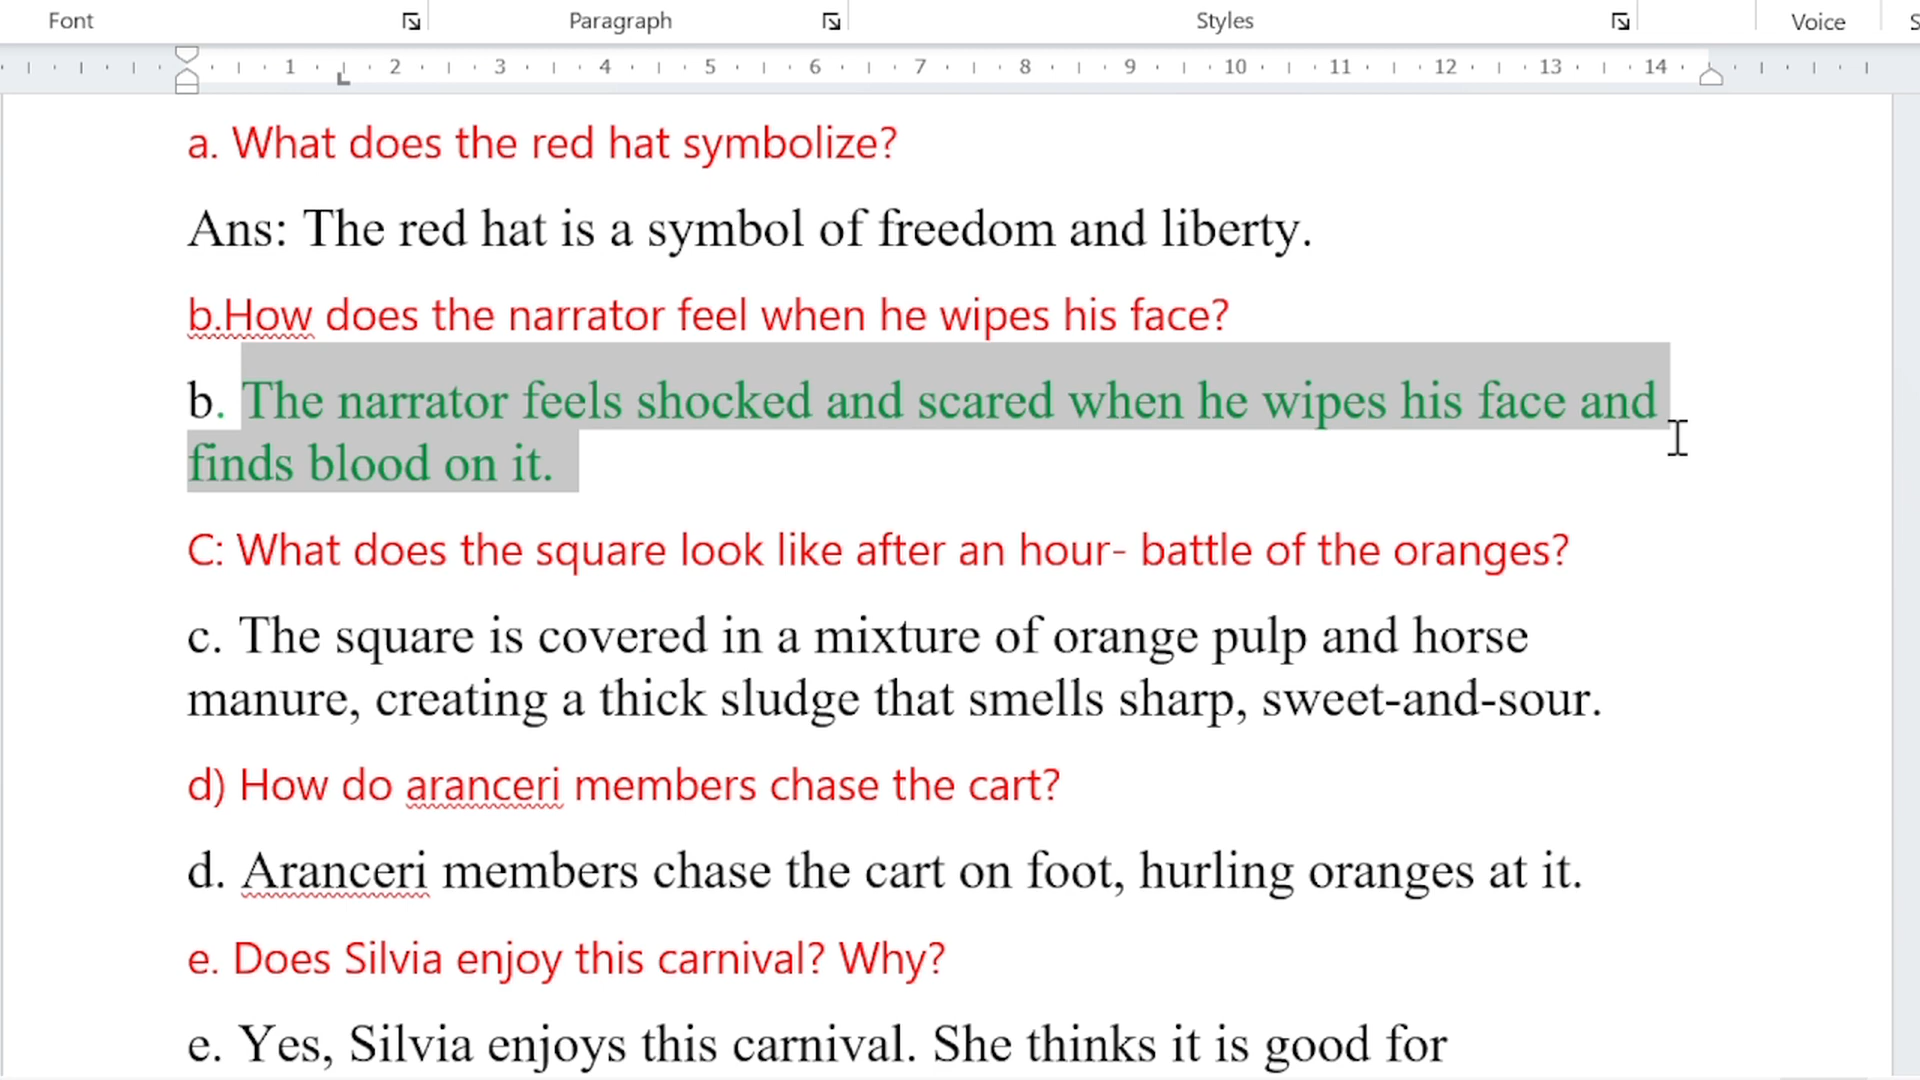 Font Paragraph Styles Voice S
1 2 3 4 5 6 7 8 9 10 11 12 13 14
a. What does the red hat symbolize?
Ans: The red hat is a symbol of freedom and liberty.
b.How does the narrator feel when he wipes his face?
b. The narrator feels shocked and scared when he wipes his face and
finds blood on it.
C: What does the square look like after an hour- battle of the oranges?
c. The square is covered in a mixture of orange pulp and horse
manure, creating a thick sludge that smells sharp, sweet-and-sour.
d) How do aranceri members chase the cart?
d. Aranceri members chase the cart on foot, hurling oranges at it.
e. Does Silvia enjoy this carnival? Why?
e. Yes, Silvia enjoys this carnival. She thinks it is good for